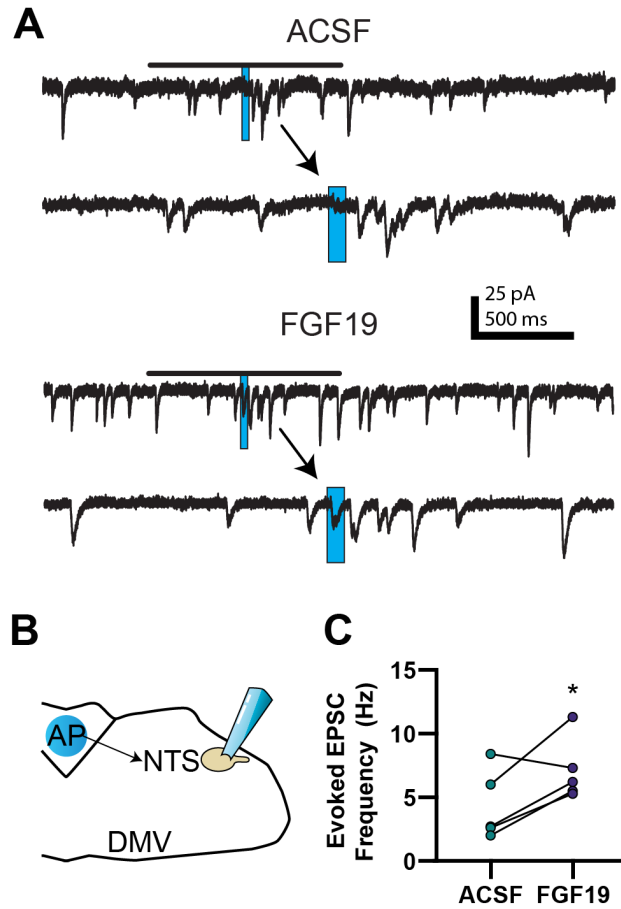 A
ACSF
25 pA
500 ms
FGF19
B
AP
NTS
DMV
C
Evoked EPSC
Frequency (Hz)
15
10
5
0
*
ACSF FGF19